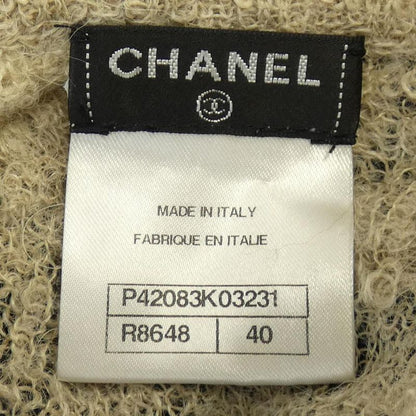 CHANEL
MADE IN ITALY
FABRIQUE EN ITALIE
P42083K03231
R8648 40